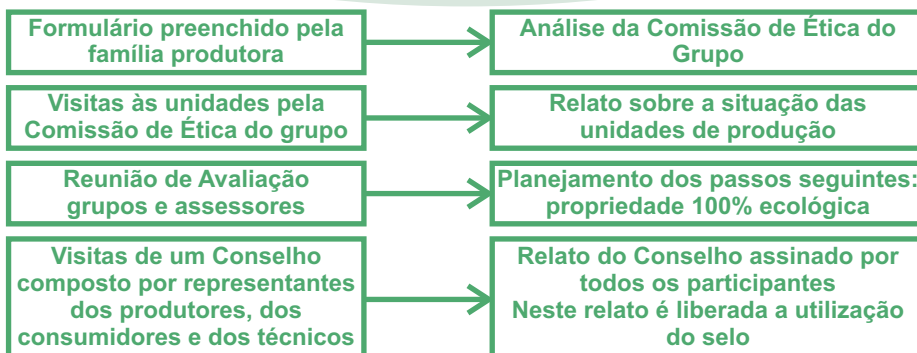 Formulário preenchido pela
família produtora
Análise da Comissão de Ética do
Grupo
Visitas às unidades pela
Comissão de Ética do grupo
Relato sobre a situação das
unidades de produção
Reunião de Avaliação
grupos e assessores
Planejamento dos passos seguintes:
propriedade 100% ecológica
Visitas de um Conselho
composto por representantes
dos produtores, dos
consumidores e dos técnicos
Relato do Conselho assinado por
todos os participantes
Neste relato é liberada a utilização
do selo